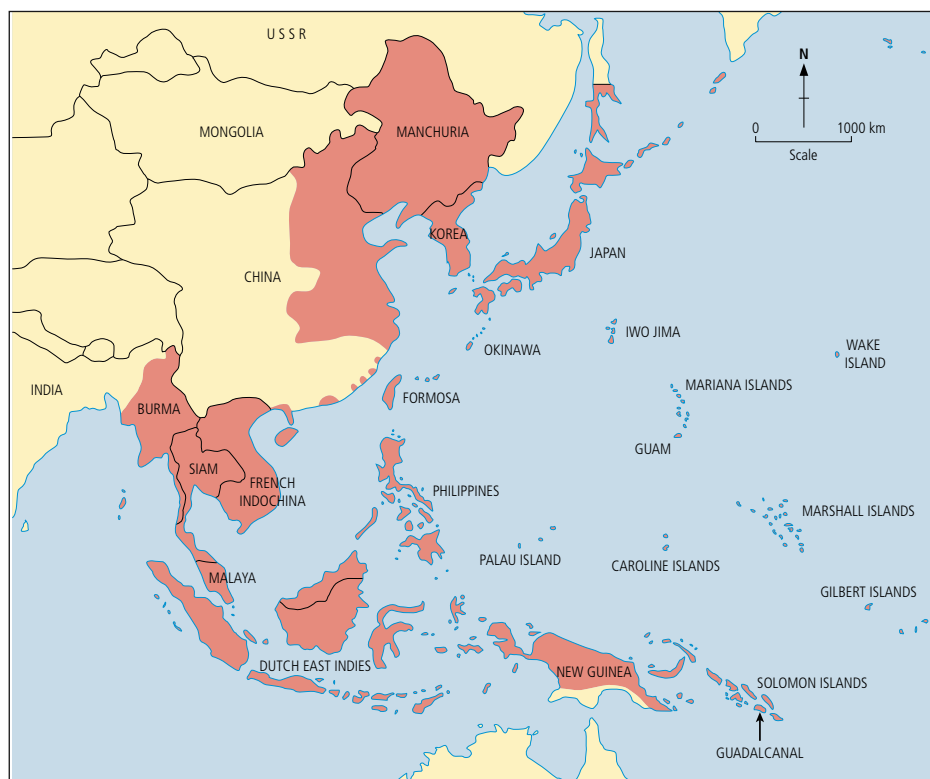 U S S R
N
MONGOLIA
MANCHURIA
0
1000 km
Scale
KOREA
JAPAN
CHINA
IWO JIMA
OKINAWA
WAKE
ISLAND
INDIA
MARIANA ISLANDS
FORMOSA
BURMA
GUAM
SIAM
FRENCH
INDOCHINA
PHILIPPINES
MARSHALL ISLANDS
PALAU ISLAND
CAROLINE ISLANDS
MALAYA
GILBERT ISLANDS
DUTCH EAST INDIES
NEW GUINEA
SOLOMON ISLANDS
GUADALCANAL